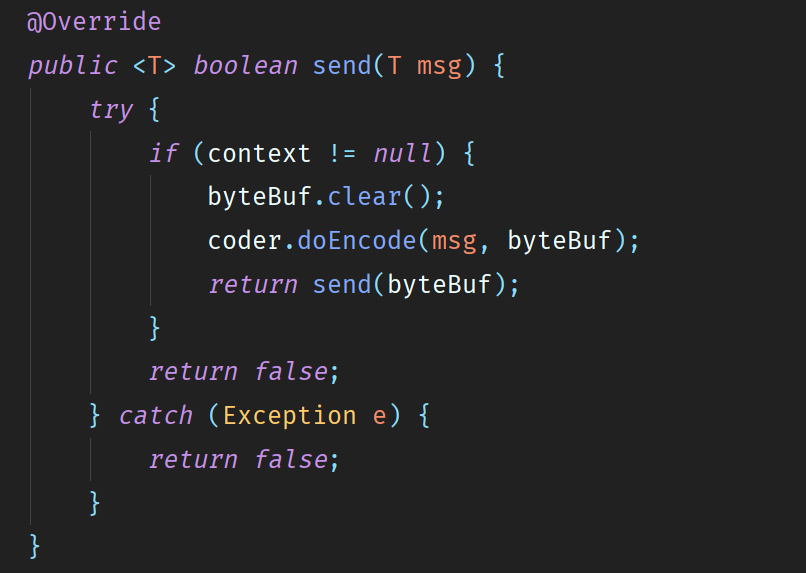 @Override
public <T> boolean send(T msg) {
try {
if (context != null) {
byteBuf.clear();
coder.doEncode(msg, byteBuf);
return send(byteBuf);
}
return false;
} catch (Exception e) {
return false;
}
}